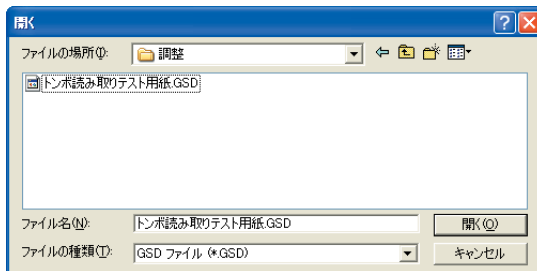 開く
ファイルの場所(I): 調整
トンボ読み取りテスト用紙.GSD
ファイル名(N): トンボ読み取りテスト用紙.GSD 開く(O)
ファイルの種類(T): GSD ファイル (*.GSD) キャンセル